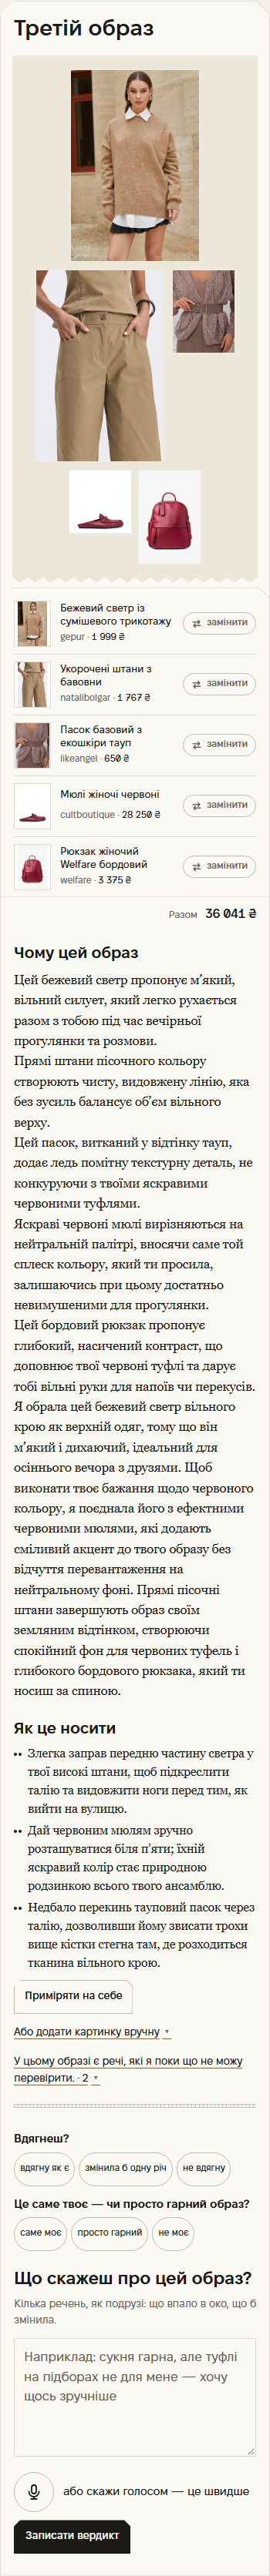 Третій образ
Бежевий светр із
сумішевого трикотажу
gepur · 1 999 ₴
замінити
Укорочені штани з
бавовни
natalibolgar · 1 767 ₴
замінити
Пасок базовий з
екошкіри тауп
likeangel · 650 ₴
замінити
Мюлі жіночі червоні
cultboutique · 28 250 ₴
замінити
Рюкзак жіночий
Welfare бордовий
welfare · 3 375 ₴
замінити
Разом 36 041 ₴
Чому цей образ
Цей бежевий светр пропонує м’який,
вільний силует, який легко рухається
разом з тобою під час вечірньої
прогулянки та розмови.
Прямі штани пісочного кольору
створюють чисту, видовжену лінію, яка
без зусиль балансує об’єм вільного
верху.
Цей пасок, витканий у відтінку тауп,
додає ледь помітну текстурну деталь, не
конкуруючи з твоїми яскравими
червоними туфлями.
Яскраві червоні мюлі вирізняються на
нейтральній палітрі, вносячи саме той
сплеск кольору, який ти просила,
залишаючись при цьому достатньо
невимушеними для прогулянки.
Цей бордовий рюкзак пропонує
глибокий, насичений контраст, що
доповнює твої червоні туфлі та дарує
тобі вільні руки для напоїв чи перекусів.
Я обрала цей бежевий светр вільного
крою як верхній одяг, тому що він
м’який і дихаючий, ідеальний для
осіннього вечора з друзями. Щоб
виконати твоє бажання щодо червоного
кольору, я поєднала його з ефектними
червоними мюлями, які додають
сміливий акцент до твого образу без
відчуття перевантаження на
нейтральному фоні. Прямі пісочні
штани завершують образ своїм
земляним відтінком, створюючи
спокійний фон для червоних туфель і
глибокого бордового рюкзака, який ти
носиш за спиною.
Як це носити
Злегка заправ передню частину светра у
твої високі штани, щоб підкреслити
талію та видовжити ноги перед тим, як
вийти на вулицю.
Дай червоним мюлям зручно
розташуватися біля п’яти; їхній
яскравий колір стає природною
родзинкою всього твого ансамблю.
Недбало перекинь тауповий пасок через
талію, дозволивши йому звисати трохи
вище кістки стегна там, де розходиться
тканина вільного крою.
Приміряти на себе
Або додати картинку вручну
У цьому образі є речі, які я поки що не можу
перевірити. · 2
Вдягнеш?
вдягну як є
змінила б одну річ
не вдягну
Це саме твоє — чи просто гарний образ?
саме моє
просто гарний
не моє
Що скажеш про цей образ?
Кілька речень, як подрузі: що впало в око, що б
змінила.
Наприклад: сукня гарна, але туфлі
на підборах не для мене — хочу
щось зручніше
або скажи голосом — це швидше
Записати вердикт